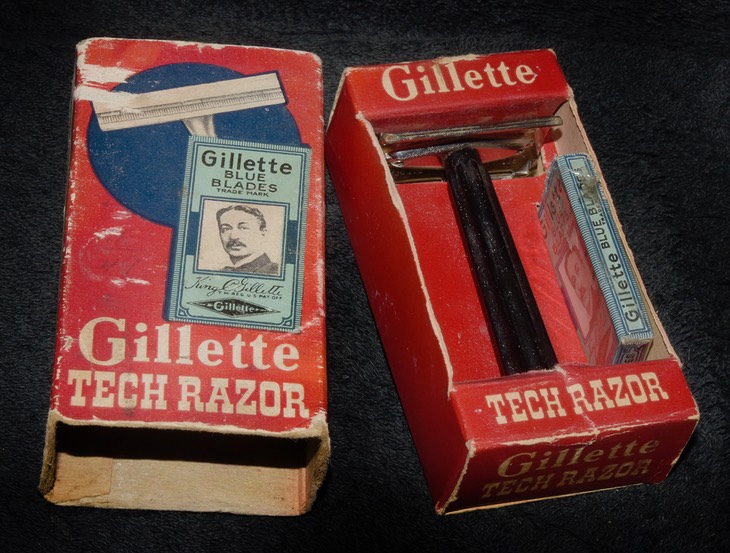 Gillette
BLUE
BLADES
TRADE MARK
King C. Gillette
Gillette
Gillette
TECH RAZOR
Gillette
Gillette BLUE BLADES
TECH RAZOR
Gillette
TECH RAZOR